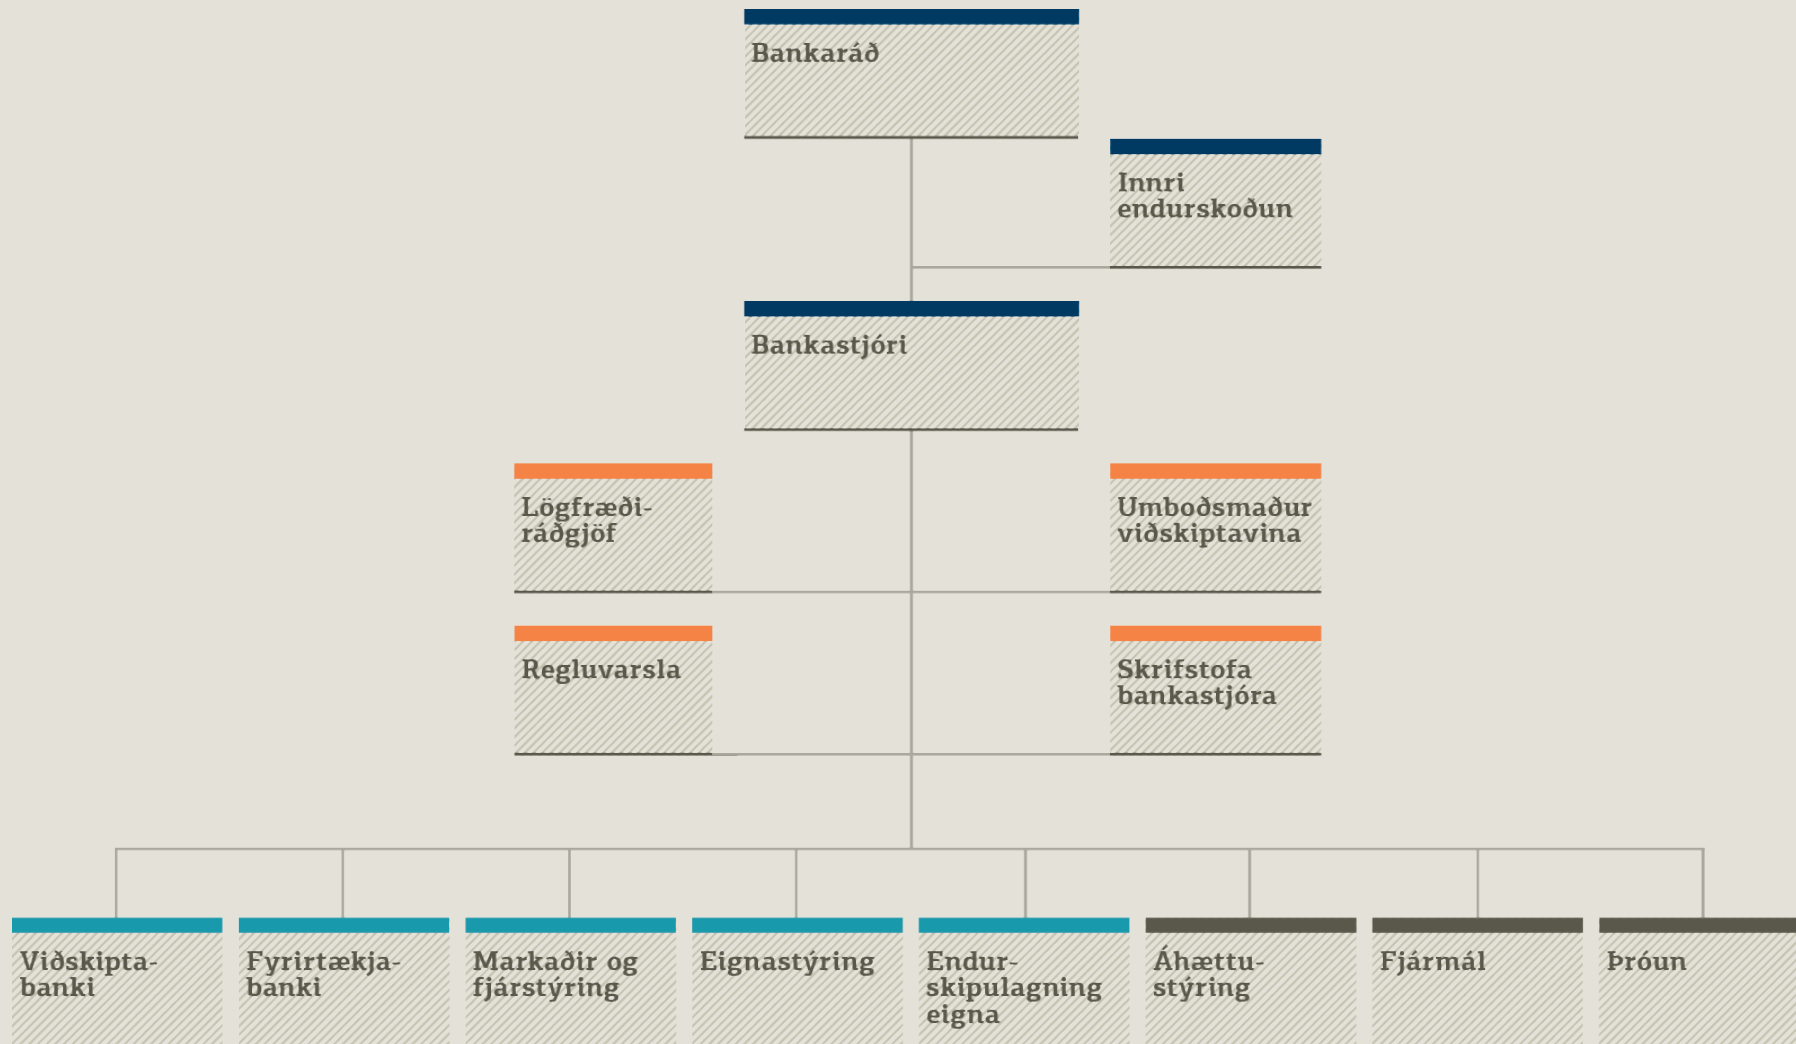 Bankaráð
Innri
endurskoðun
Bankastjóri
Lögfræði-
ráðgjöf
Umboðsmaður
viðskiptavina
Regluvarsla
Skrifstofa
bankastjóra
Viðskipta-
banki
Fyrirtækja-
banki
Markaðir og
fjárstýring
Eignastýring
Endur-
skipulagning
eigna
Áhættu-
stýring
Fjármál
Þróun